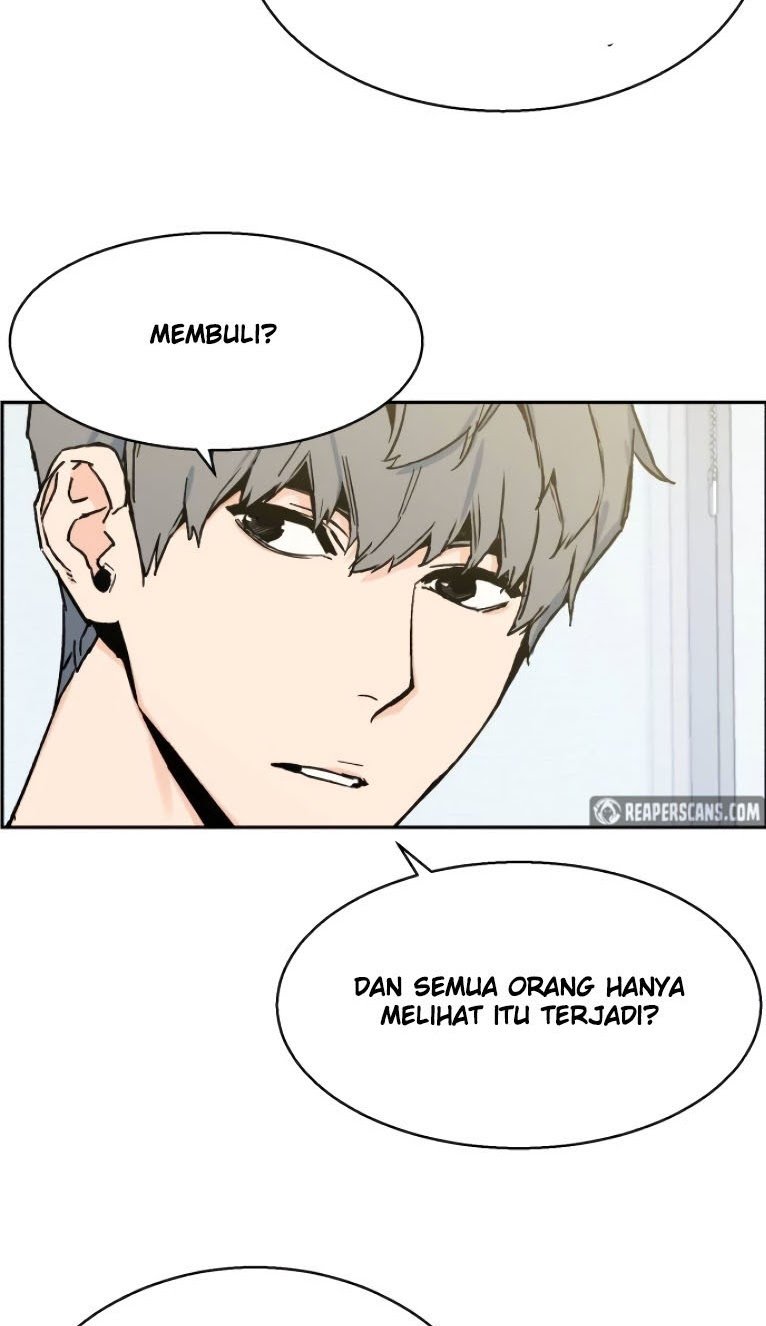 MEMBULI?
REAPERSCANS.COM
DAN SEMUA ORANG HANYA
MELIHAT ITU TERJADI?